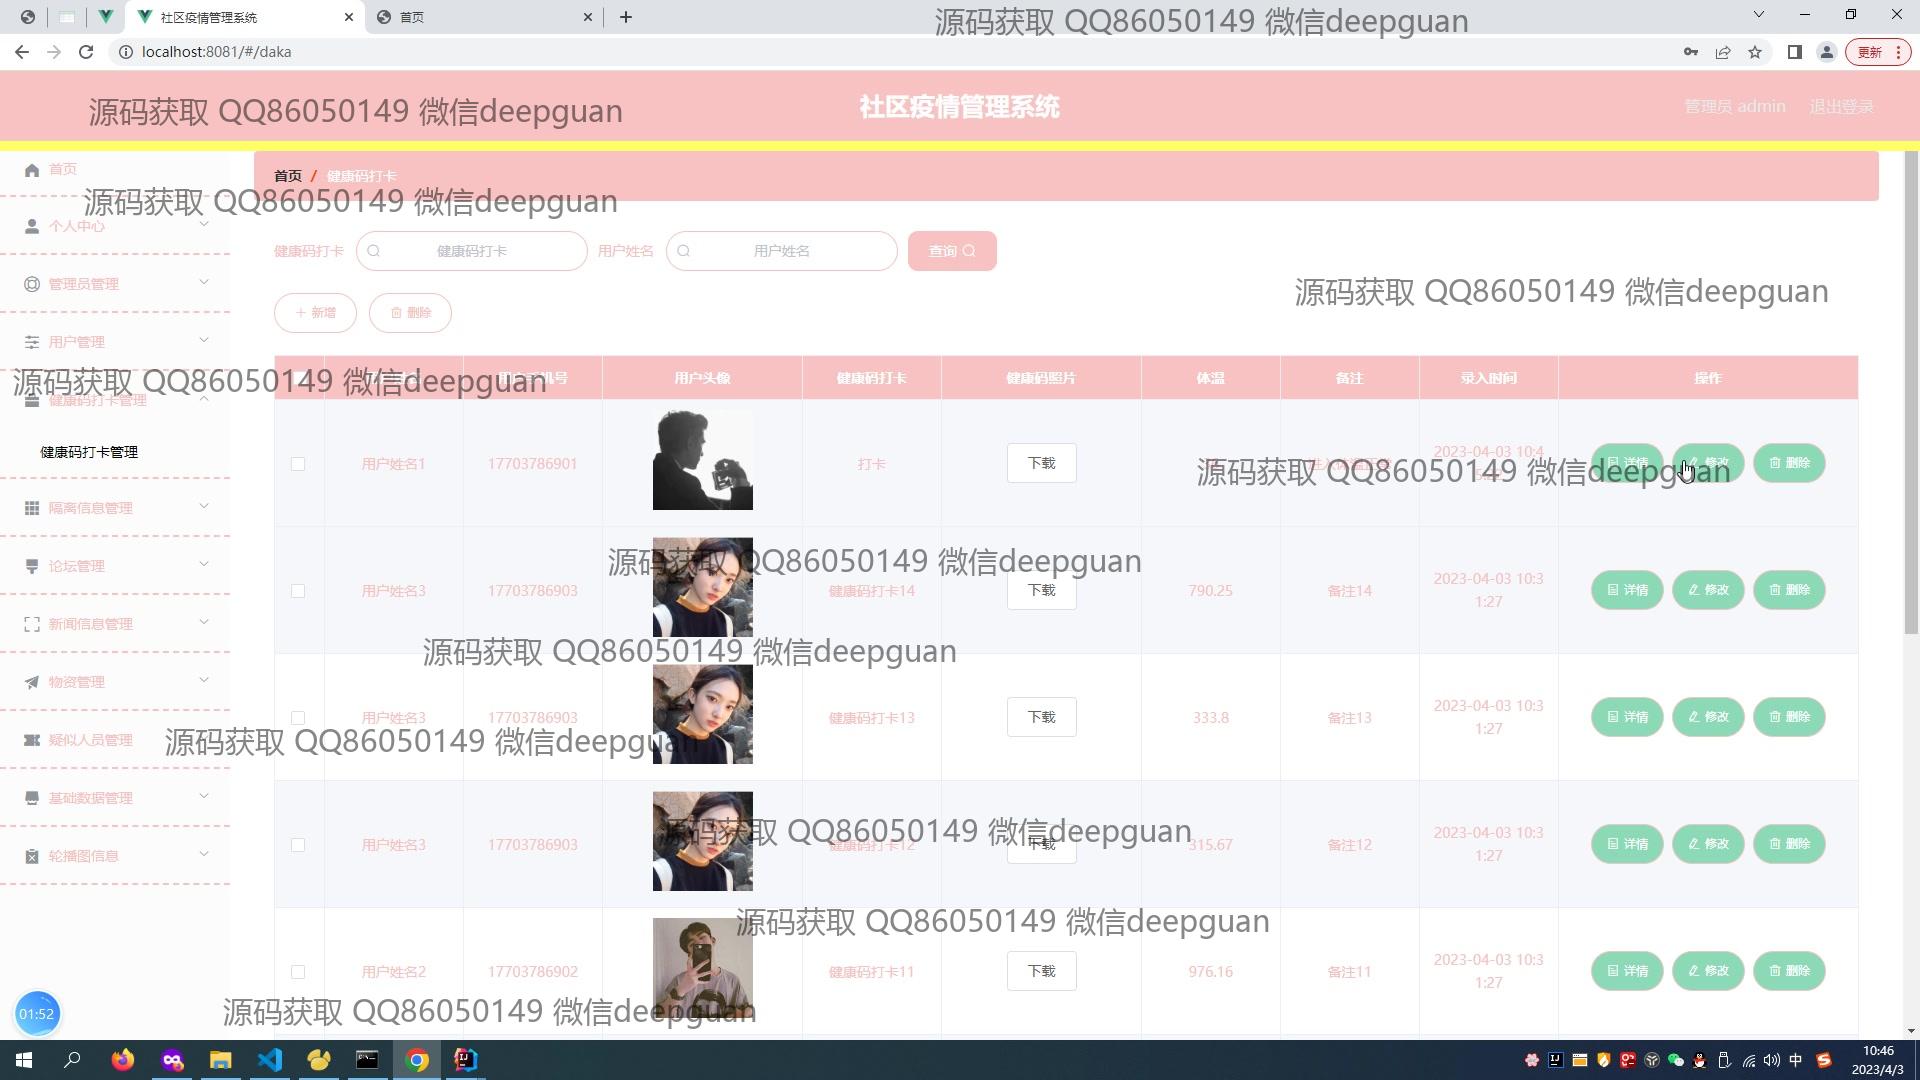 社区疫情管理系统
首页
localhost:8081/#/daka
更新
源码获取 QQ86050149 微信deepguan
源码获取 QQ86050149 微信deepguan
社区疫情管理系统
管理员 admin
退出登录
首页
首页 / 健康码打卡
源码获取 QQ86050149 微信deepguan
个人中心
健康码打卡
健康码打卡
用户姓名
用户姓名
查询
管理员管理
源码获取 QQ86050149 微信deepguan
新增
删除
用户管理
源码获取 QQ86050149 微信deepguan
用户头像
健康码打卡
健康码照片
体温
备注
录入时间
操作
健康码打卡管理
健康码打卡管理
用户姓名1
17703786901
打卡
下载
2023-04-03 10:4
详情
修改
删除
源码获取 QQ86050149 微信deepguan
隔离信息管理
源码获取 QQ86050149 微信deepguan
论坛管理
用户姓名3
17703786903
健康码打卡14
下载
790.25
备注14
2023-04-03 10:3
1:27
详情
修改
删除
新闻信息管理
源码获取 QQ86050149 微信deepguan
物资管理
用户姓名3
17703786903
健康码打卡13
下载
333.8
备注13
2023-04-03 10:3
1:27
详情
修改
删除
疑似人员管理
源码获取 QQ86050149 微信deepguan
基础数据管理
源码获取 QQ86050149 微信deepguan
用户姓名3
17703786903
健康码打卡12
下载
315.67
备注12
2023-04-03 10:3
1:27
详情
修改
删除
轮播图信息
源码获取 QQ86050149 微信deepguan
用户姓名2
17703786902
健康码打卡11
下载
976.16
备注11
2023-04-03 10:3
1:27
详情
修改
删除
源码获取 QQ86050149 微信deepguan
01:52
中
10:46
2023/4/3